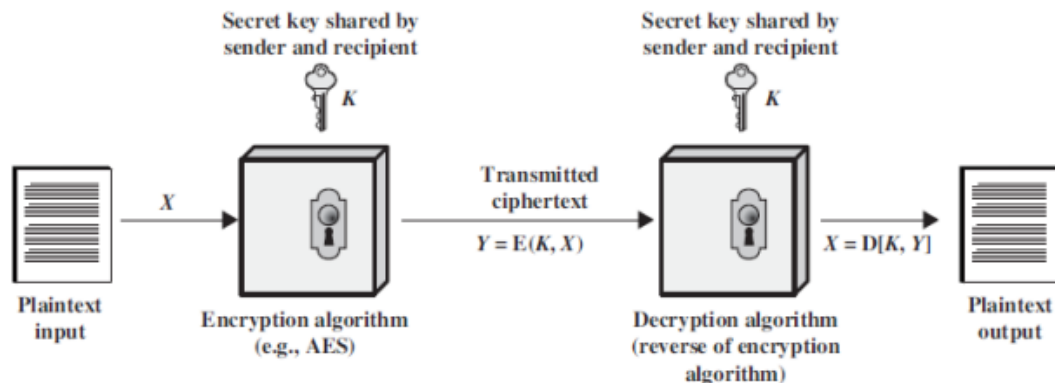 Secret key shared by
sender and recipient
K
Secret key shared by
sender and recipient
K
X
Transmitted
ciphertext
Y = E(K, X)
X = D[K, Y]
Plaintext
input
Encryption algorithm
(e.g., AES)
Decryption algorithm
(reverse of encryption
algorithm)
Plaintext
output